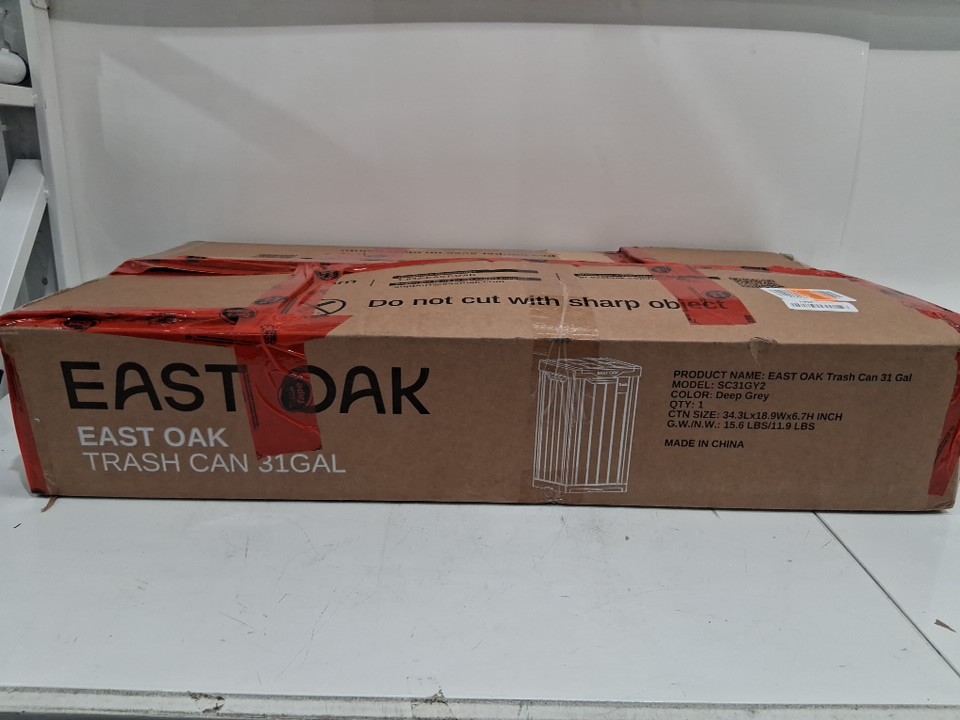 Do not cut with sharp object
EAST OAK
EAST OAK
TRASH CAN 31GAL
EAST OAK
PRODUCT NAME: EAST OAK Trash Can 31 Gal
MODEL: SC31GY2
COLOR: Deep Grey
QTY: 1
CTN SIZE: 34.3Lx18.9Wx6.7H INCH
G.W./N.W.: 15.6 LBS/11.9 LBS
MADE IN CHINA